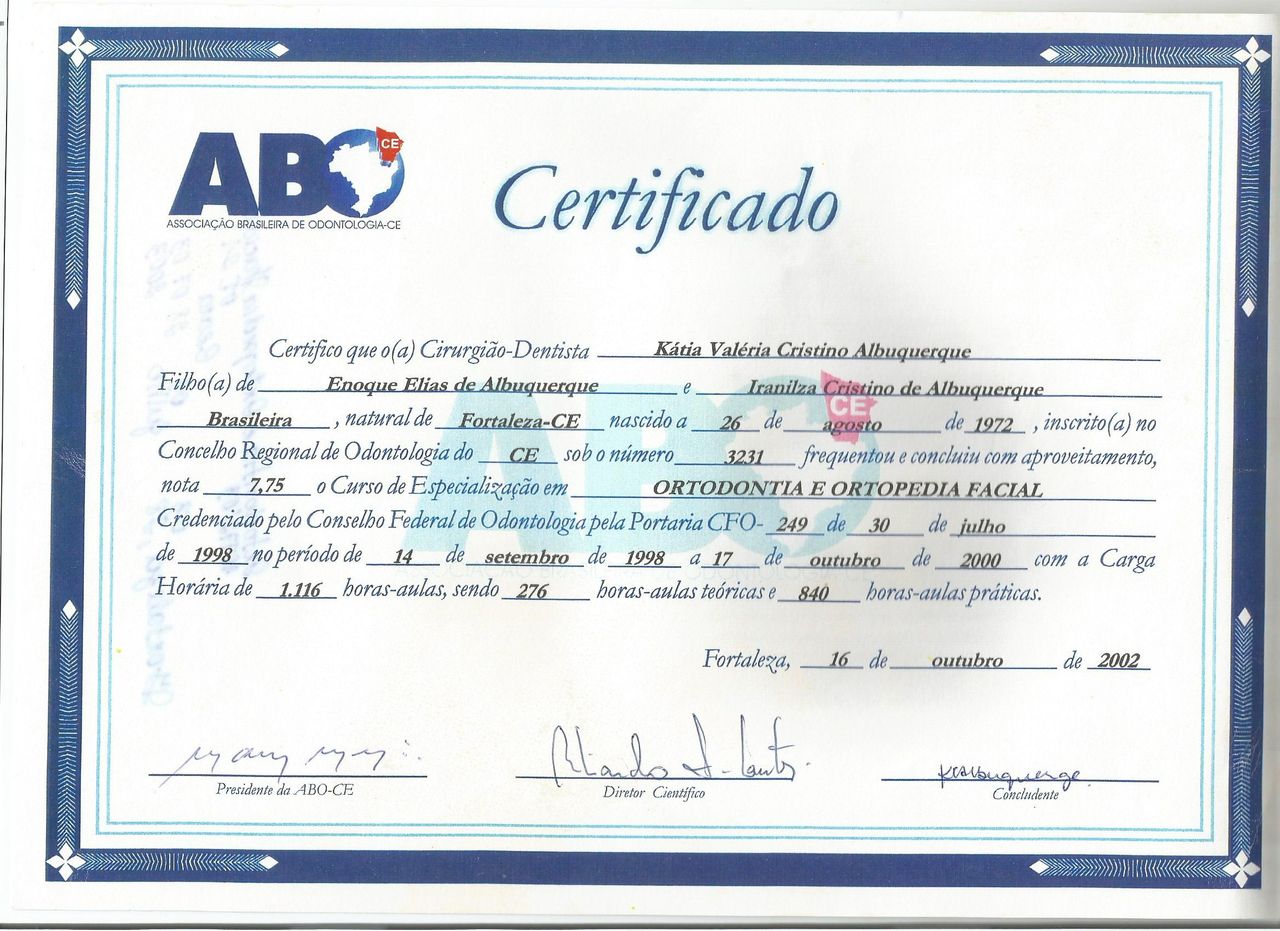 ABO
CE
ASSOCIAÇÃO BRASILEIRA DE ODONTOLOGIA-CE
Certificado
Certifico que o(a) Cirurgião-Dentista Kátia Valéria Cristino Albuquerque
Filho(a) de Enoque Elias de Albuquerque e Iranilza Cristino de Albuquerque
Brasileira, natural de Fortaleza-CE nascido a 26 de agosto de 1972, inscrito(a) no
Concelho Regional de Odontologia do CE sob o número 3231 frequentou e concluiu com aproveitamento,
nota 7,75 o Curso de Especialização em ORTODONTIA E ORTOPEDIA FACIAL
Credenciado pelo Conselho Federal de Odontologia pela Portaria CFO- 249 de 30 de julho
de 1998 no período de 14 de setembro de 1998 a 17 de outubro de 2000 com a Carga
Horária de 1.116 horas-aulas, sendo 276 horas-aulas teóricas e 840 horas-aulas práticas.
Fortaleza, 16 de outubro de 2002
KVAlbuquerque
Presidente da ABO-CE
Diretor Científico
Concludente